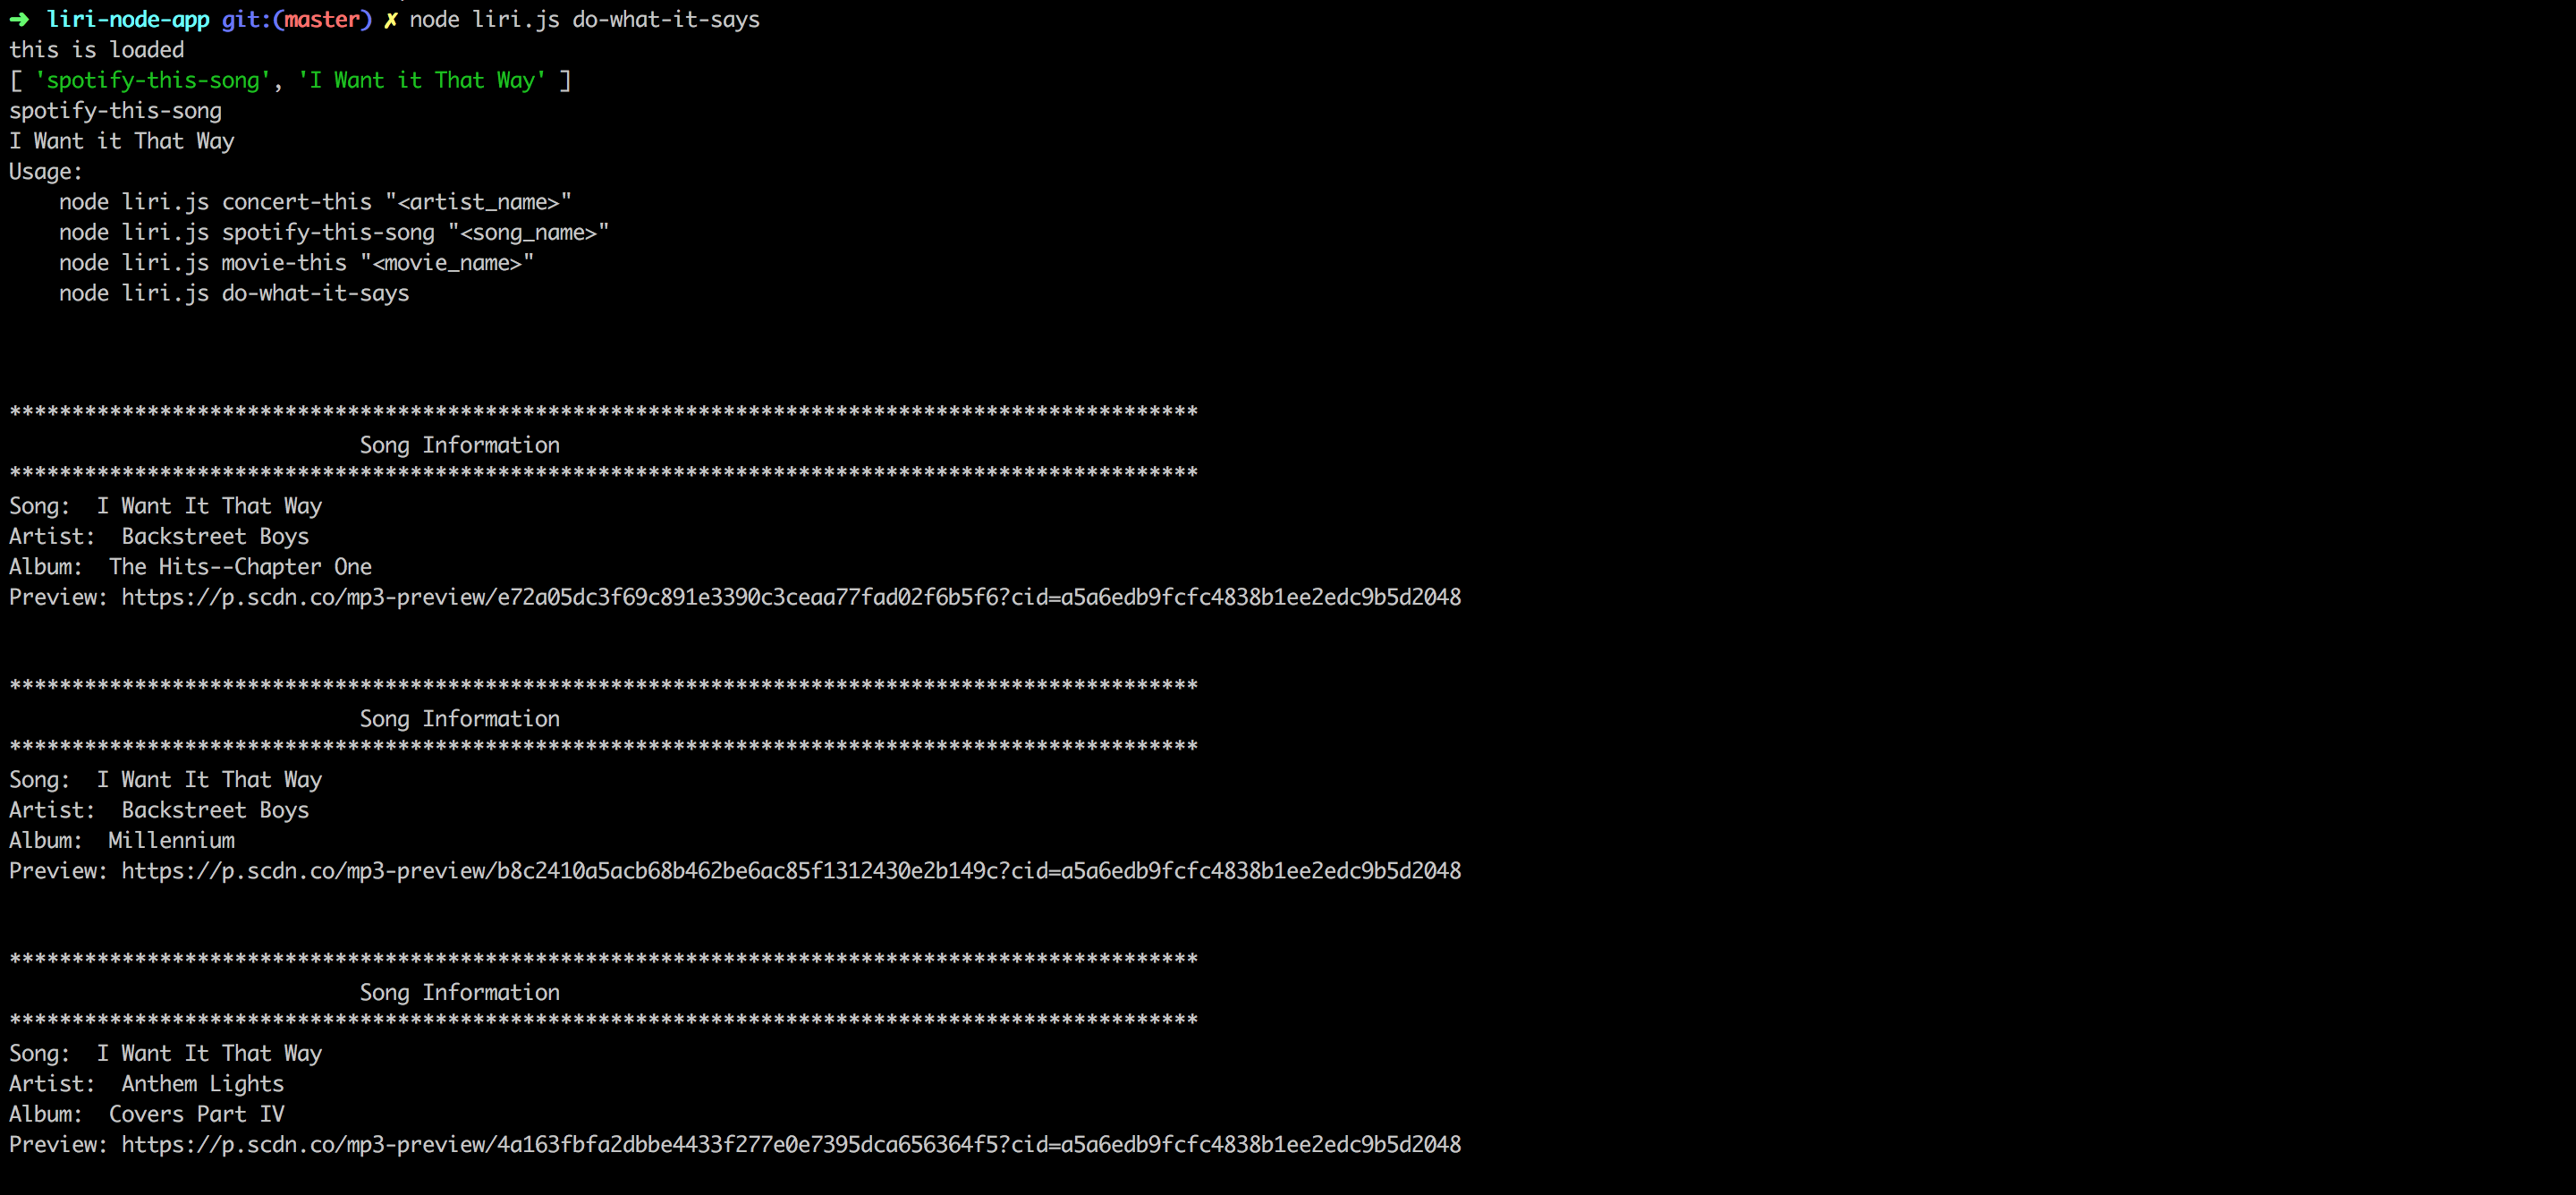 ➜ liri-node-app git:(master) ✗ node liri.js do-what-it-says
this is loaded
[ 'spotify-this-song', 'I Want it That Way' ]
spotify-this-song
I Want it That Way
Usage:
    node liri.js concert-this "<artist_name>"
    node liri.js spotify-this-song "<song_name>"
    node liri.js movie-this "<movie_name>"
    node liri.js do-what-it-says
***********************************************************************************************
                            Song Information
***********************************************************************************************
Song:  I Want It That Way
Artist:  Backstreet Boys
Album:  The Hits--Chapter One
Preview: https://p.scdn.co/mp3-preview/e72a05dc3f69c891e3390c3ceaa77fad02f6b5f6?cid=a5a6edb9fcfc4838b1ee2edc9b5d2048
***********************************************************************************************
                            Song Information
***********************************************************************************************
Song:  I Want It That Way
Artist:  Backstreet Boys
Album:  Millennium
Preview: https://p.scdn.co/mp3-preview/b8c2410a5acb68b462be6ac85f1312430e2b149c?cid=a5a6edb9fcfc4838b1ee2edc9b5d2048
***********************************************************************************************
                            Song Information
***********************************************************************************************
Song:  I Want It That Way
Artist:  Anthem Lights
Album:  Covers Part IV
Preview: https://p.scdn.co/mp3-preview/4a163fbfa2dbbe4433f277e0e7395dca656364f5?cid=a5a6edb9fcfc4838b1ee2edc9b5d2048